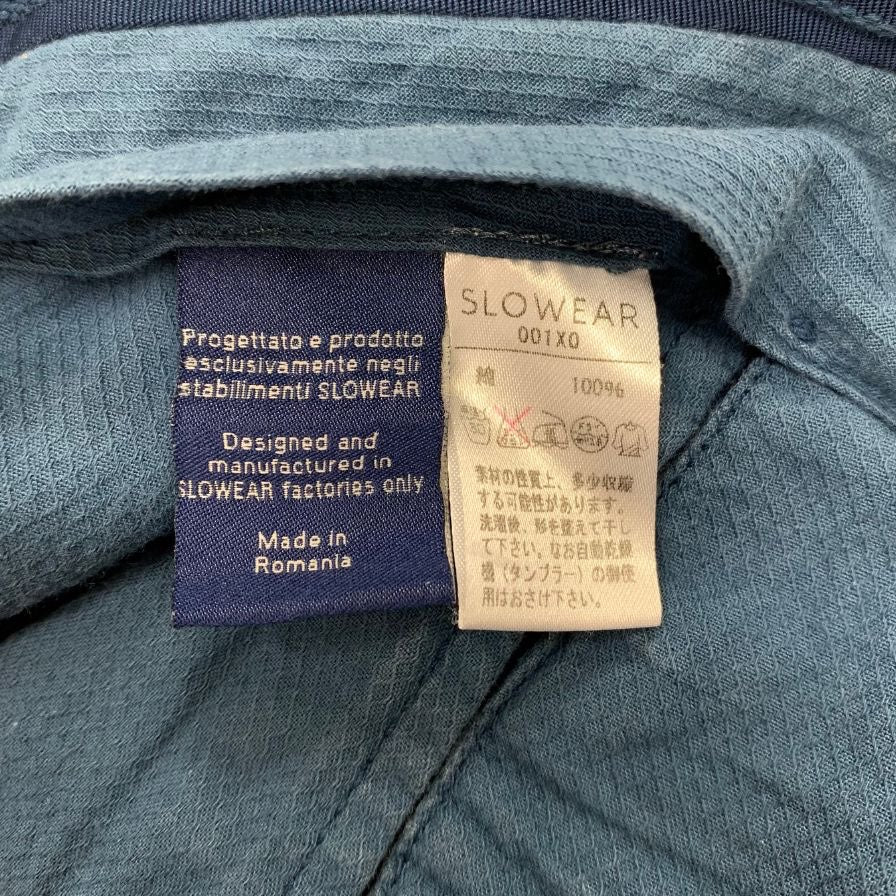 Progettato e prodotto
esclusivamente negli
stabilimenti SLOWEAR
Designed and
manufactured in
SLOWEAR factories only
Made in
Romania
SLOWEAR
001X0
綿 100%
素材の性質上、多少収縮
する可能性があります。
洗濯後、形を整えて干し
て下さい。なお自動乾燥
機(タンブラー)の御使
用はおさけ下さい。